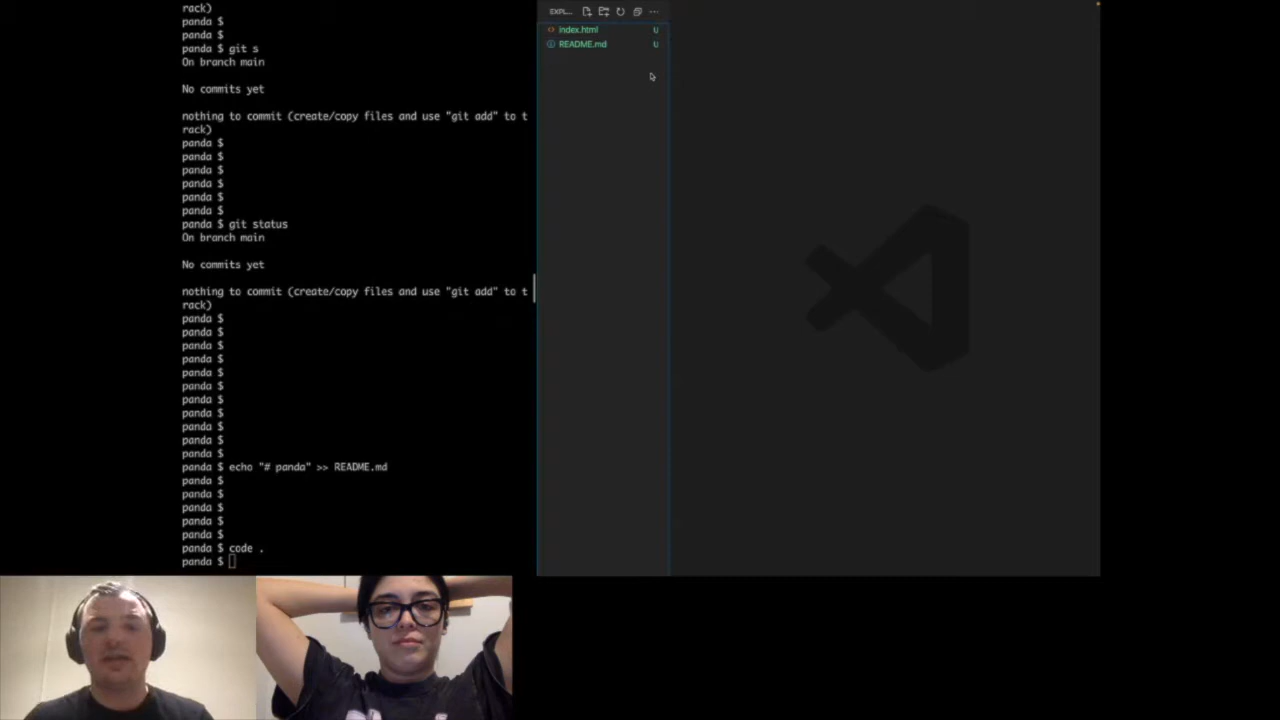 rack)
panda $
panda $
panda $ git s
On branch main
No commits yet
nothing to commit (create/copy files and use "git add" to t
rack)
panda $
panda $
panda $
panda $
panda $
panda $
panda $ git status
On branch main
No commits yet
nothing to commit (create/copy files and use "git add" to t
rack)
panda $
panda $
panda $
panda $
panda $
panda $
panda $
panda $
panda $
panda $
panda $
panda $ echo "# panda" >> README.md
panda $
panda $
panda $
panda $
panda $
panda $ code .
panda $
EXPL...
index.html U
README.md U